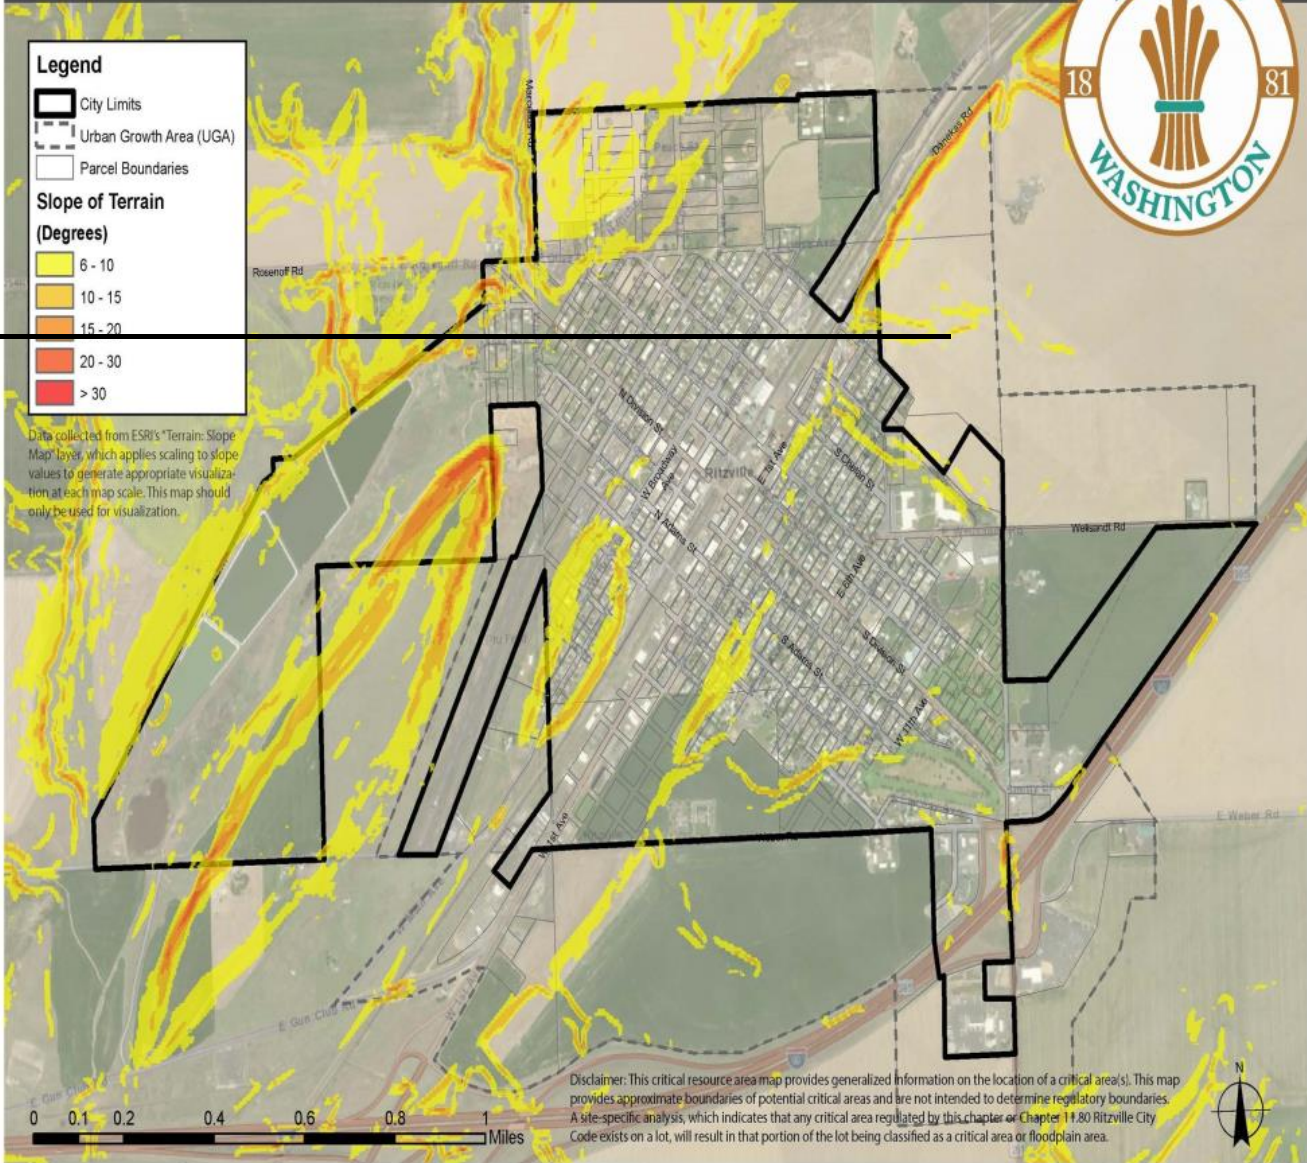 Legend
City Limits
Urban Growth Area (UGA)
Parcel Boundaries
Slope of Terrain
(Degrees)
6 - 10
10 - 15
15 - 20
20 - 30
> 30
Data collected from ESRI's "Terrain: Slope
Map" layer, which applies scaling to slope
values to generate appropriate visualiza-
tion at each map scale. This map should
only be used for visualization.
18
81
WASHINGTON
Danekas Rd
Rosenoff Rd
N Division St
W Broadway
Ave
Ritzville
E 1st Ave
S Chelan St
N Adams St
Weisandt Rd
E 6th Ave
S Adams St
S Division St
W 11th Ave
W 1st Ave
E Weber Rd
E Gun Club Rd
Disclaimer: This critical resource area map provides generalized information on the location of a critical area(s). This map
provides approximate boundaries of potential critical areas and are not intended to determine regulatory boundaries.
A site-specific analysis, which indicates that any critical area regulated by this chapter or Chapter 11.80 Ritzville City
Code exists on a lot, will result in that portion of the lot being classified as a critical area or floodplain area.
N
0 0.1 0.2 0.4 0.6 0.8 1
Miles